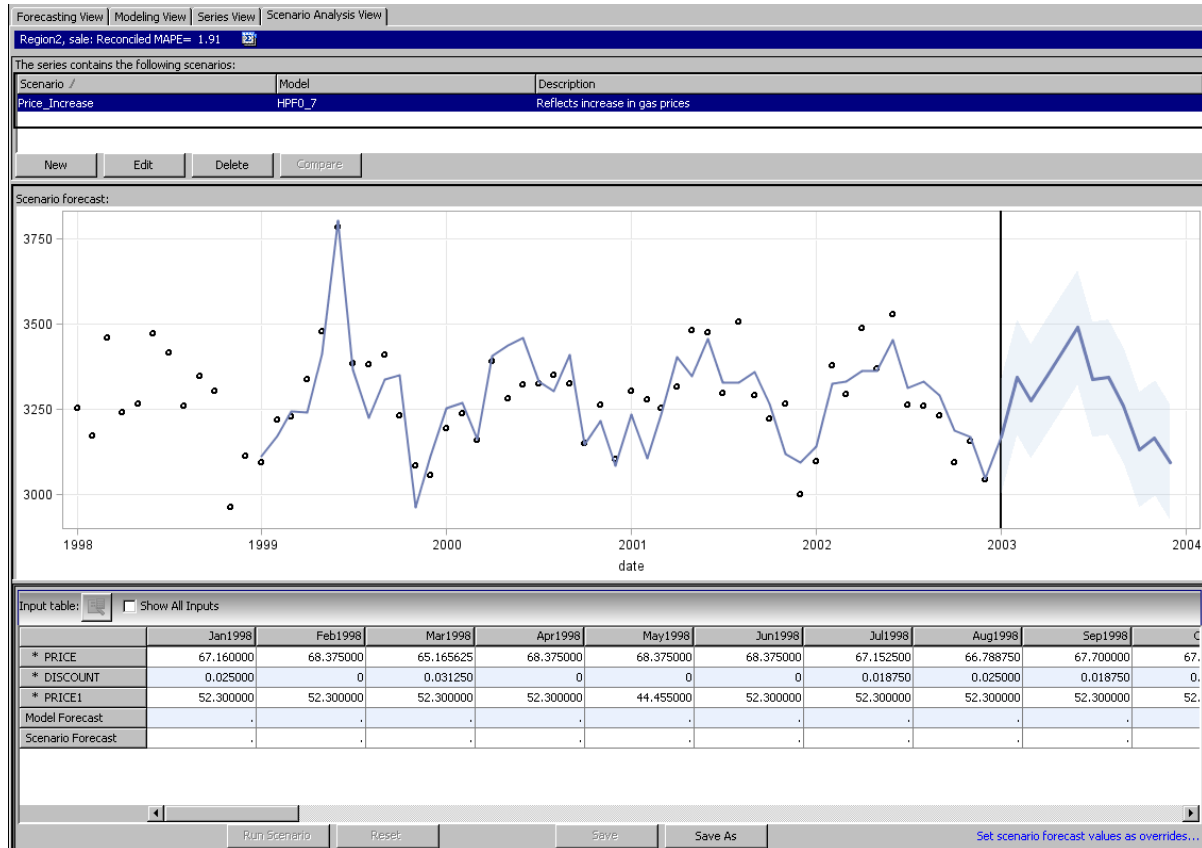 Forecasting View Modeling View Series View Scenario Analysis View
Region2, sale: Reconciled MAPE= 1.91
The series contains the following scenarios:
Scenario / Model Description
Price_Increase HPF0_7 Reflects increase in gas prices
New Edit Delete Compare
Scenario forecast:
3750
3500
3250
3000
1998 1999 2000 2001 2002 2003 2004
date
Input table: Show All Inputs
Jan1998 Feb1998 Mar1998 Apr1998 May1998 Jun1998 Jul1998 Aug1998 Sep1998 C
* PRICE 67.160000 68.375000 65.165625 68.375000 68.375000 68.375000 67.152500 66.788750 67.700000 67.
* DISCOUNT 0.025000 0 0.031250 0 0 0 0.018750 0.025000 0.018750 0.
* PRICE1 52.300000 52.300000 52.300000 52.300000 44.455000 52.300000 52.300000 52.300000 52.300000 52.
Model Forecast . . . . . . . . .
Scenario Forecast . . . . . . . . .
Run Scenario Reset Save Save As Set scenario forecast values as overrides...